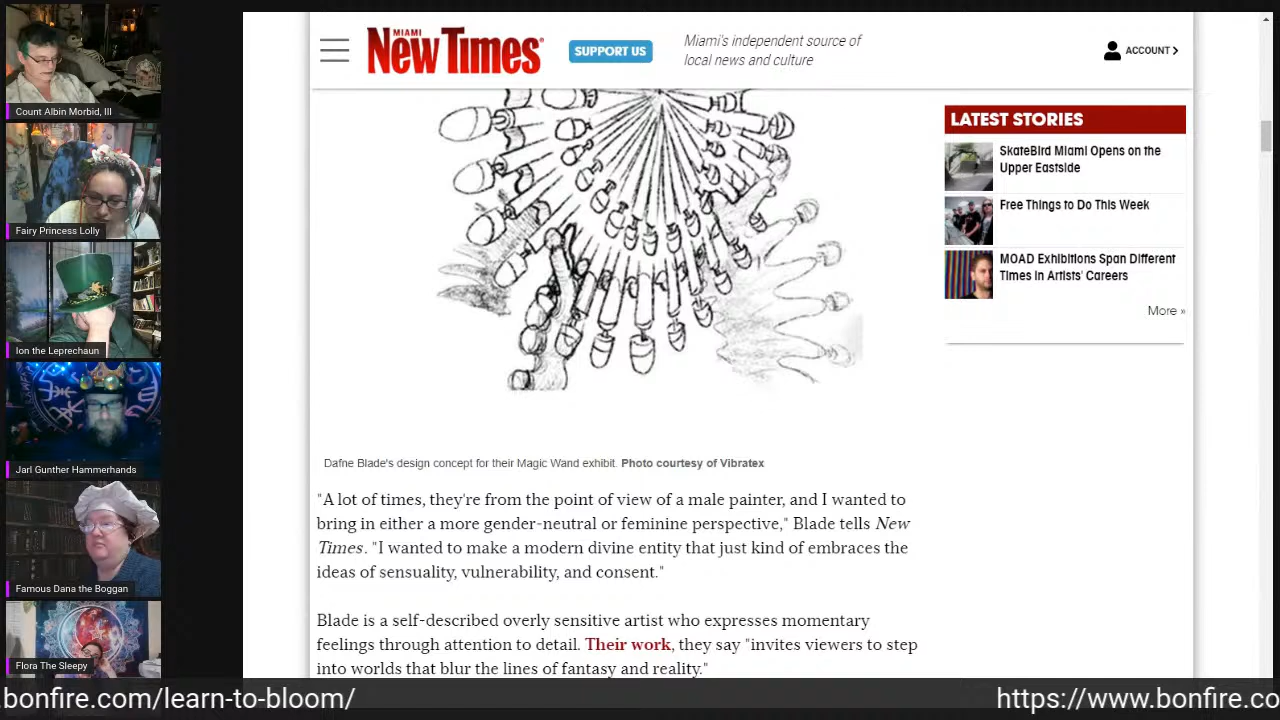 Count Albin Morbid, III
Fairy Princess Lolly
Ion the Leprechaun
Jarl Gunther Hammerhands
Famous Dana the Boggan
Flora The Sleepy
MIAMI
New Times
SUPPORT US
Miami's independent source of
local news and culture
ACCOUNT
Dafne Blade's design concept for their Magic Wand exhibit. Photo courtesy of Vibratex
"A lot of times, they're from the point of view of a male painter, and I wanted to
bring in either a more gender-neutral or feminine perspective," Blade tells New
Times. "I wanted to make a modern divine entity that just kind of embraces the
ideas of sensuality, vulnerability, and consent."
Blade is a self-described overly sensitive artist who expresses momentary
feelings through attention to detail. Their work, they say "invites viewers to step
into worlds that blur the lines of fantasy and reality."
LATEST STORIES
SkateBird Miami Opens on the
Upper Eastside
Free Things to Do This Week
MOAD Exhibitions Span Different
Times in Artists' Careers
More »
.bonfire.com/learn-to-bloom/
https://www.bonfire.co